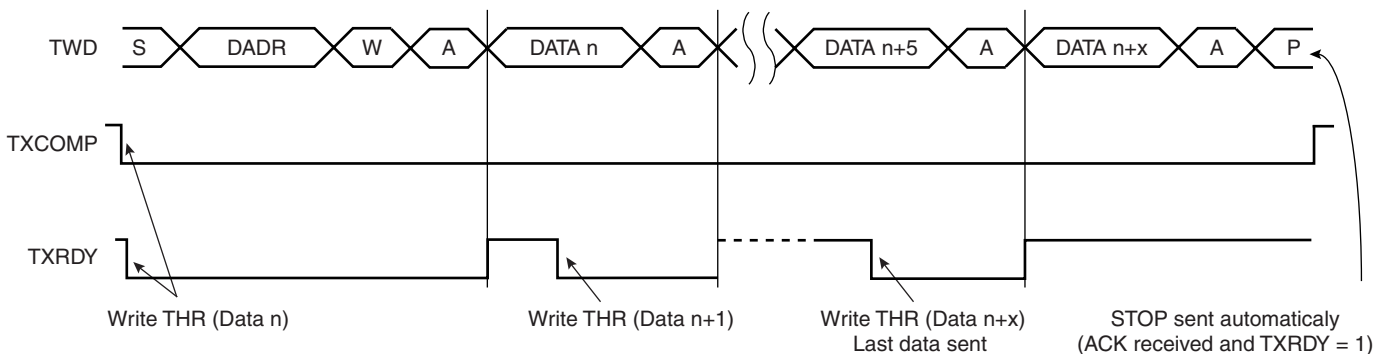 TWD S DADR W A DATA n A DATA n+5 A DATA n+x A P
TXCOMP
TXRDY
Write THR (Data n)
Write THR (Data n+1)
Write THR (Data n+x)
Last data sent
STOP sent automaticaly
(ACK received and TXRDY = 1)